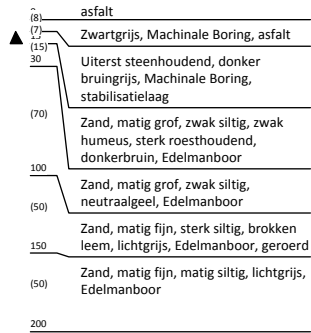 asfalt
(8)
(7)
Zwartgrijs, Machinale Boring, asfalt
(15)
30
Uiterst steenhoudend, donker
bruingrijs, Machinale Boring,
stabilisatielaag
(70)
Zand, matig grof, zwak siltig, zwak
humeus, sterk roesthoudend,
donkerbruin, Edelmanboor
100
Zand, matig grof, zwak siltig,
neutraalgeel, Edelmanboor
(50)
150
Zand, matig fijn, sterk siltig, brokken
leem, lichtgrijs, Edelmanboor, geroerd
(50)
Zand, matig fijn, matig siltig, lichtgrijs,
Edelmanboor
200